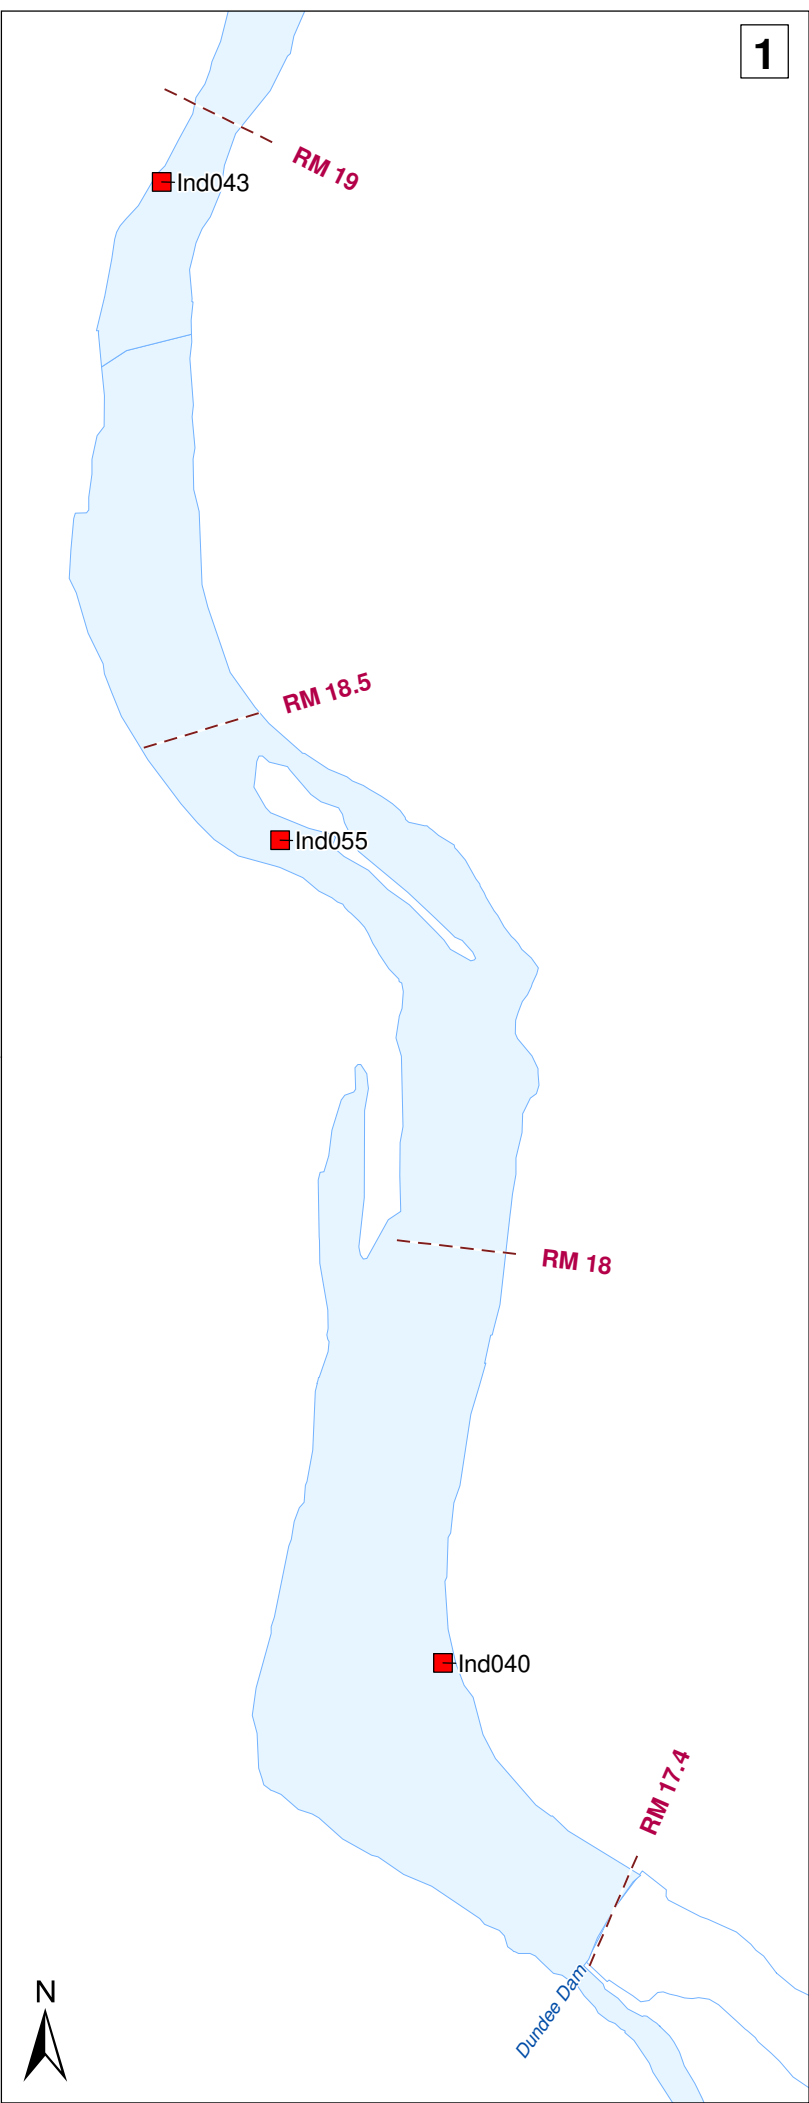 1
RM 19
Ind043
RM 18.5
Ind055
RM 18
Ind040
RM 17.4
Dundee Dam
N